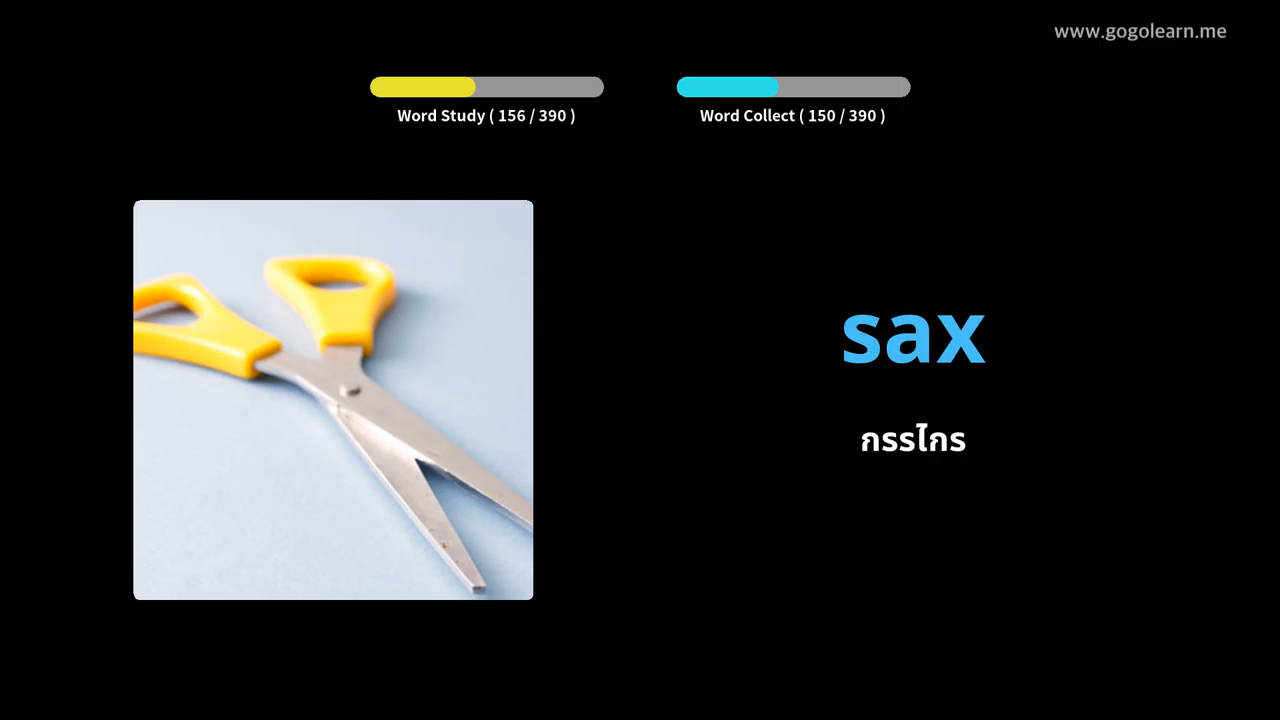 www.gogolearn.me
Word Study ( 156 / 390 )
Word Collect ( 150 / 390 )
sax
กรรไกร